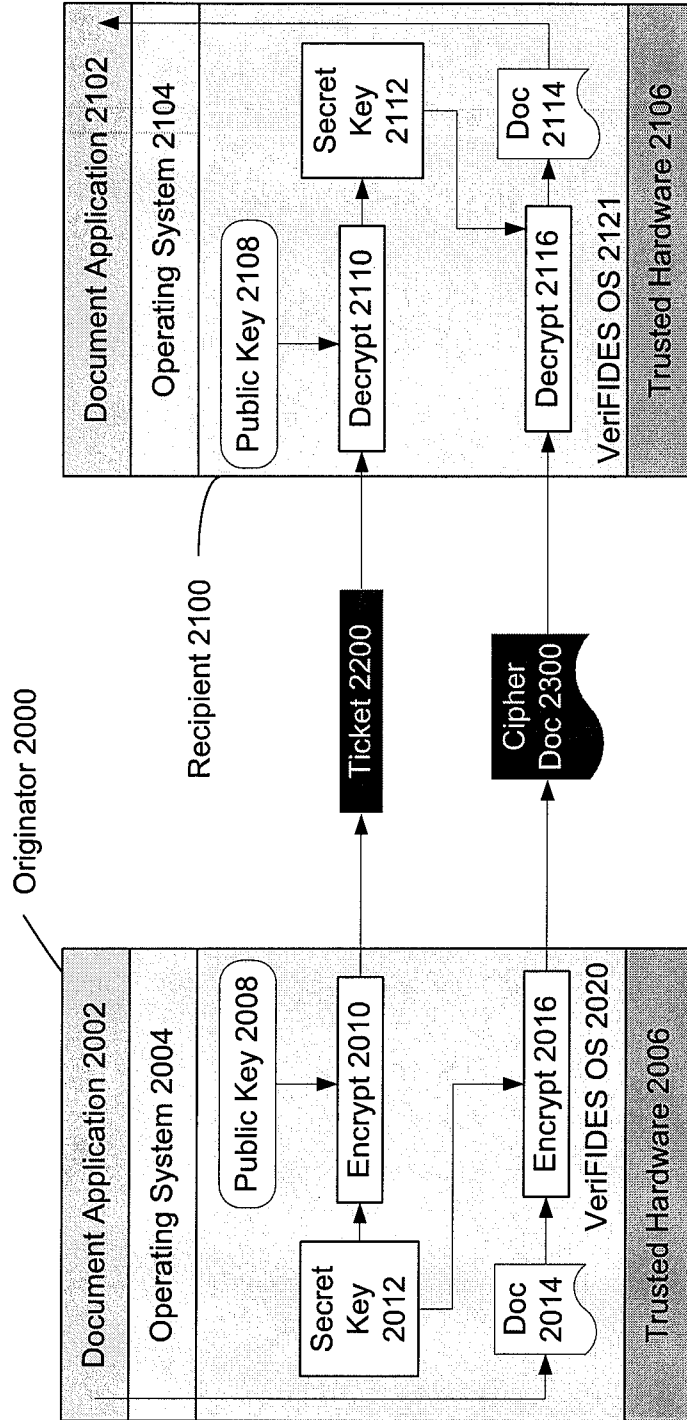 Originator 2000
Document Application 2002
Operating System 2004
Public Key 2008
Secret
Key
2012
Encrypt 2010
Doc
2014
Encrypt 2016
VeriFIDES OS 2020
Trusted Hardware 2006
Ticket 2200
Cipher
Doc 2300
Recipient 2100
Document Application 2102
Operating System 2104
Public Key 2108
Decrypt 2110
Secret
Key
2112
Decrypt 2116
Doc
2114
VeriFIDES OS 2121
Trusted Hardware 2106